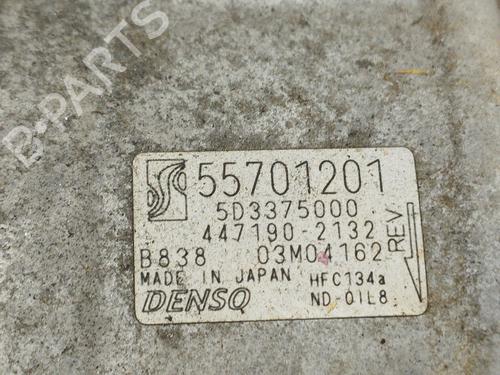 B-PARTS
55701201
5D3375000
447190-2132
B838 03M04162
REV
MADE IN JAPAN HFC134a
DENSO ND-OIL8